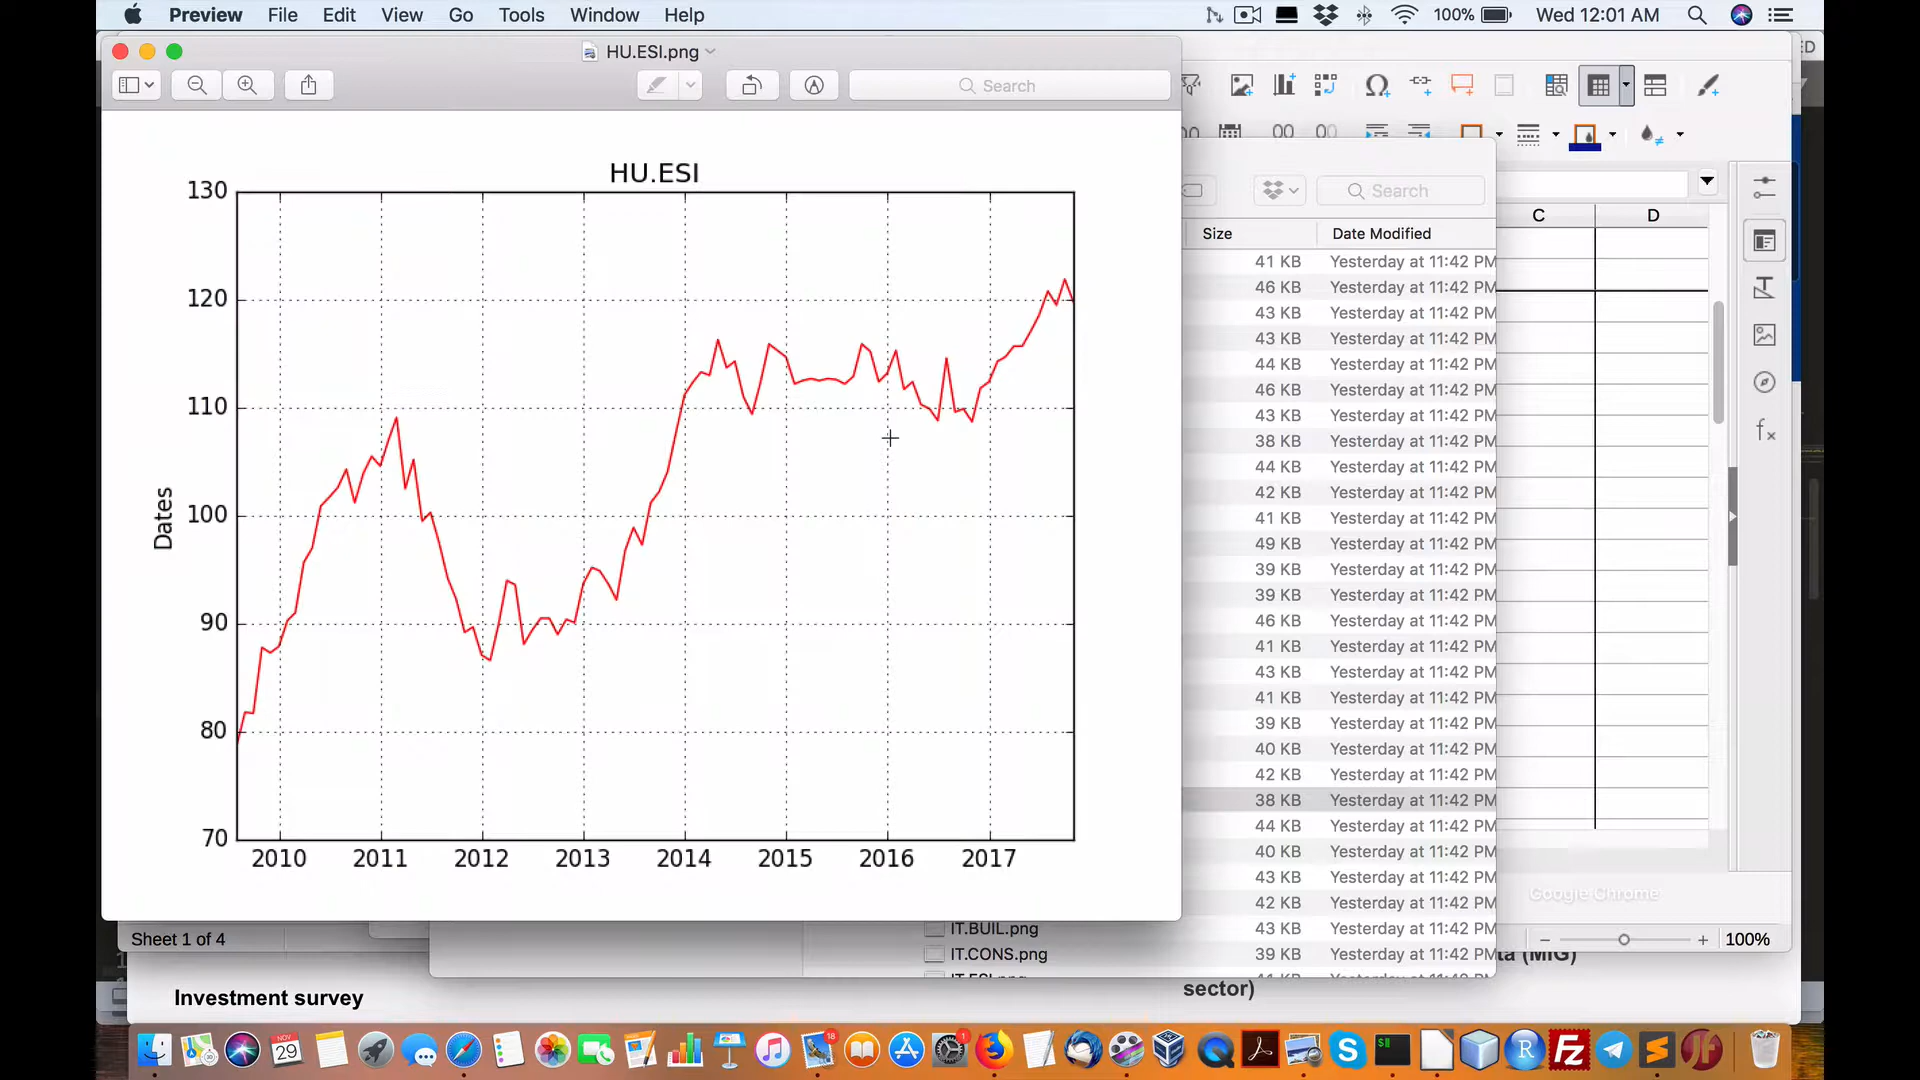 Preview File Edit View Go Tools Window Help 100% Wed 12:01 AM
HU.ESI.png
Search
HU.ESI
130
120
110
100
90
80
70
Dates
2010 2011 2012 2013 2014 2015 2016 2017
Search
Size Date Modified
41 KB Yesterday at 11:42 PM
46 KB Yesterday at 11:42 PM
43 KB Yesterday at 11:42 PM
43 KB Yesterday at 11:42 PM
44 KB Yesterday at 11:42 PM
46 KB Yesterday at 11:42 PM
43 KB Yesterday at 11:42 PM
38 KB Yesterday at 11:42 PM
44 KB Yesterday at 11:42 PM
42 KB Yesterday at 11:42 PM
41 KB Yesterday at 11:42 PM
49 KB Yesterday at 11:42 PM
39 KB Yesterday at 11:42 PM
39 KB Yesterday at 11:42 PM
46 KB Yesterday at 11:42 PM
41 KB Yesterday at 11:42 PM
43 KB Yesterday at 11:42 PM
41 KB Yesterday at 11:42 PM
39 KB Yesterday at 11:42 PM
40 KB Yesterday at 11:42 PM
42 KB Yesterday at 11:42 PM
38 KB Yesterday at 11:42 PM
44 KB Yesterday at 11:42 PM
40 KB Yesterday at 11:42 PM
43 KB Yesterday at 11:42 PM
42 KB Yesterday at 11:42 PM
IT.BUIL.png 43 KB Yesterday at 11:42 PM
IT.CONS.png 39 KB Yesterday at 11:42 PM
C D
Google Chrome
Sheet 1 of 4
100%
(MIG)
Investment survey
sector)
NOV
29
18
1